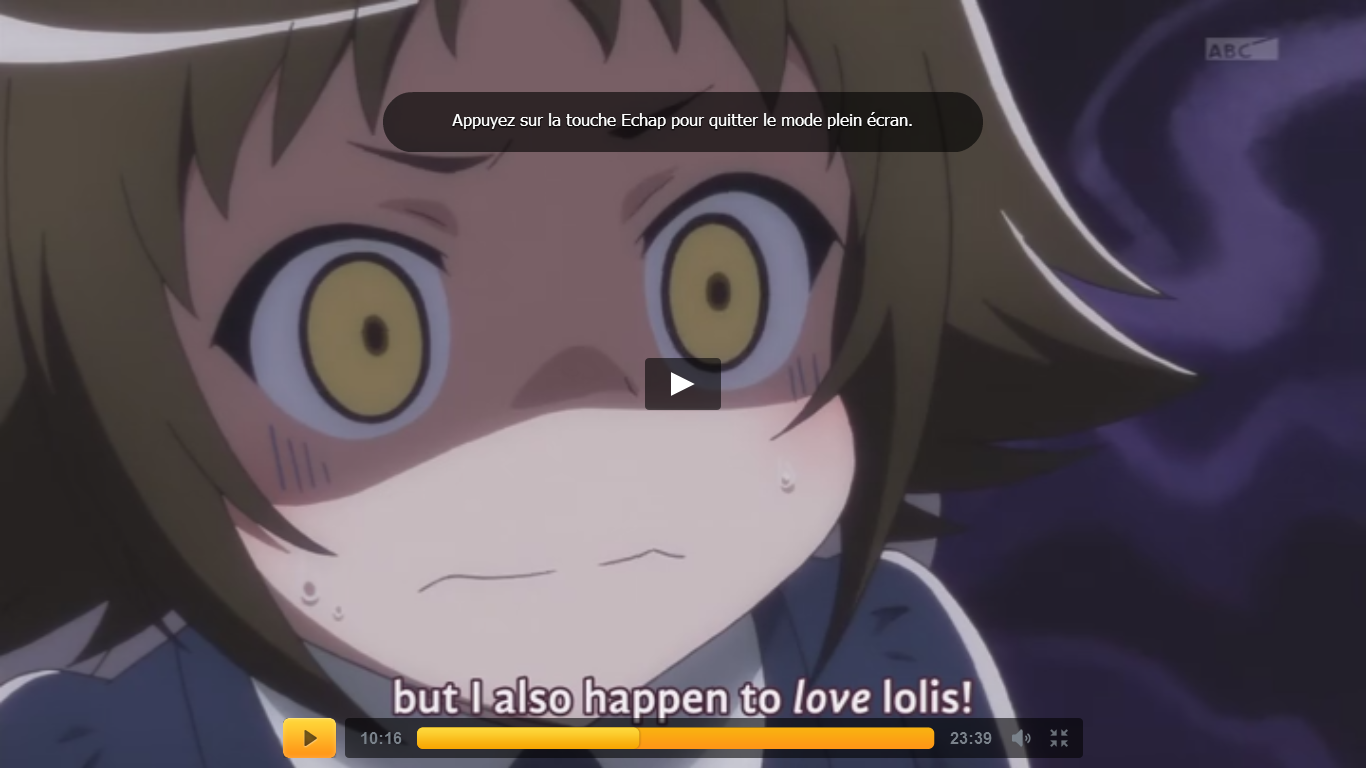 ABC
Appuyez sur la touche Echap pour quitter le mode plein écran.
but I also happen to love lolis!
10:16 23:39